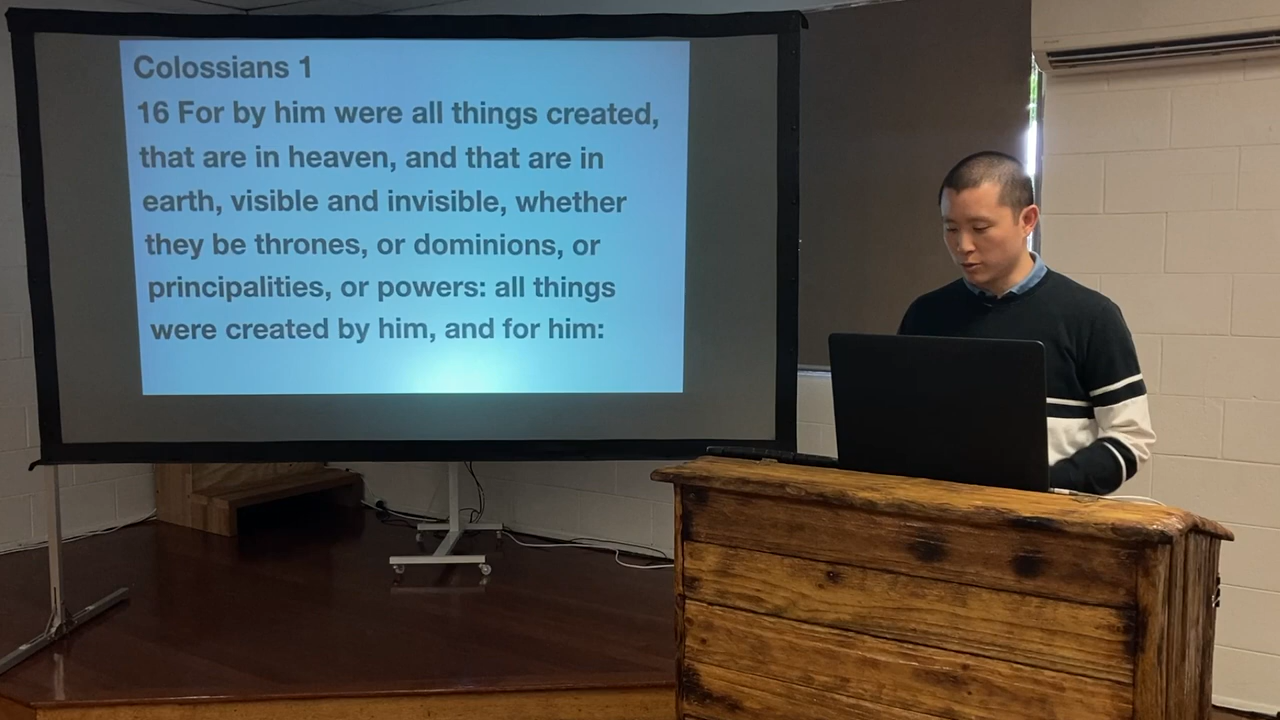 Colossians 1
16 For by him were all things created,
that are in heaven, and that are in
earth, visible and invisible, whether
they be thrones, or dominions, or
principalities, or powers: all things
were created by him, and for him: